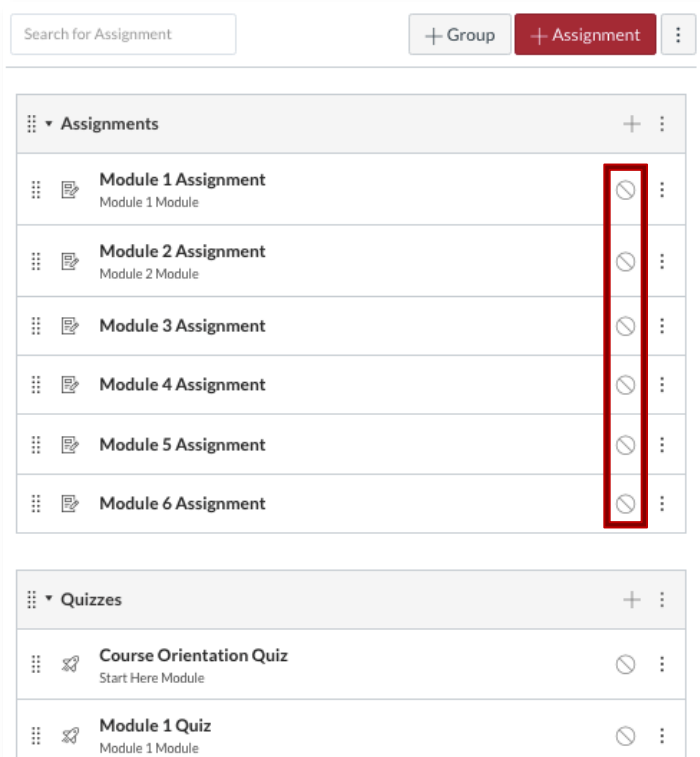 Search for Assignment
+ Group
+ Assignment
Assignments
Module 1 Assignment
Module 1 Module
Module 2 Assignment
Module 2 Module
Module 3 Assignment
Module 4 Assignment
Module 5 Assignment
Module 6 Assignment
Quizzes
Course Orientation Quiz
Start Here Module
Module 1 Quiz
Module 1 Module